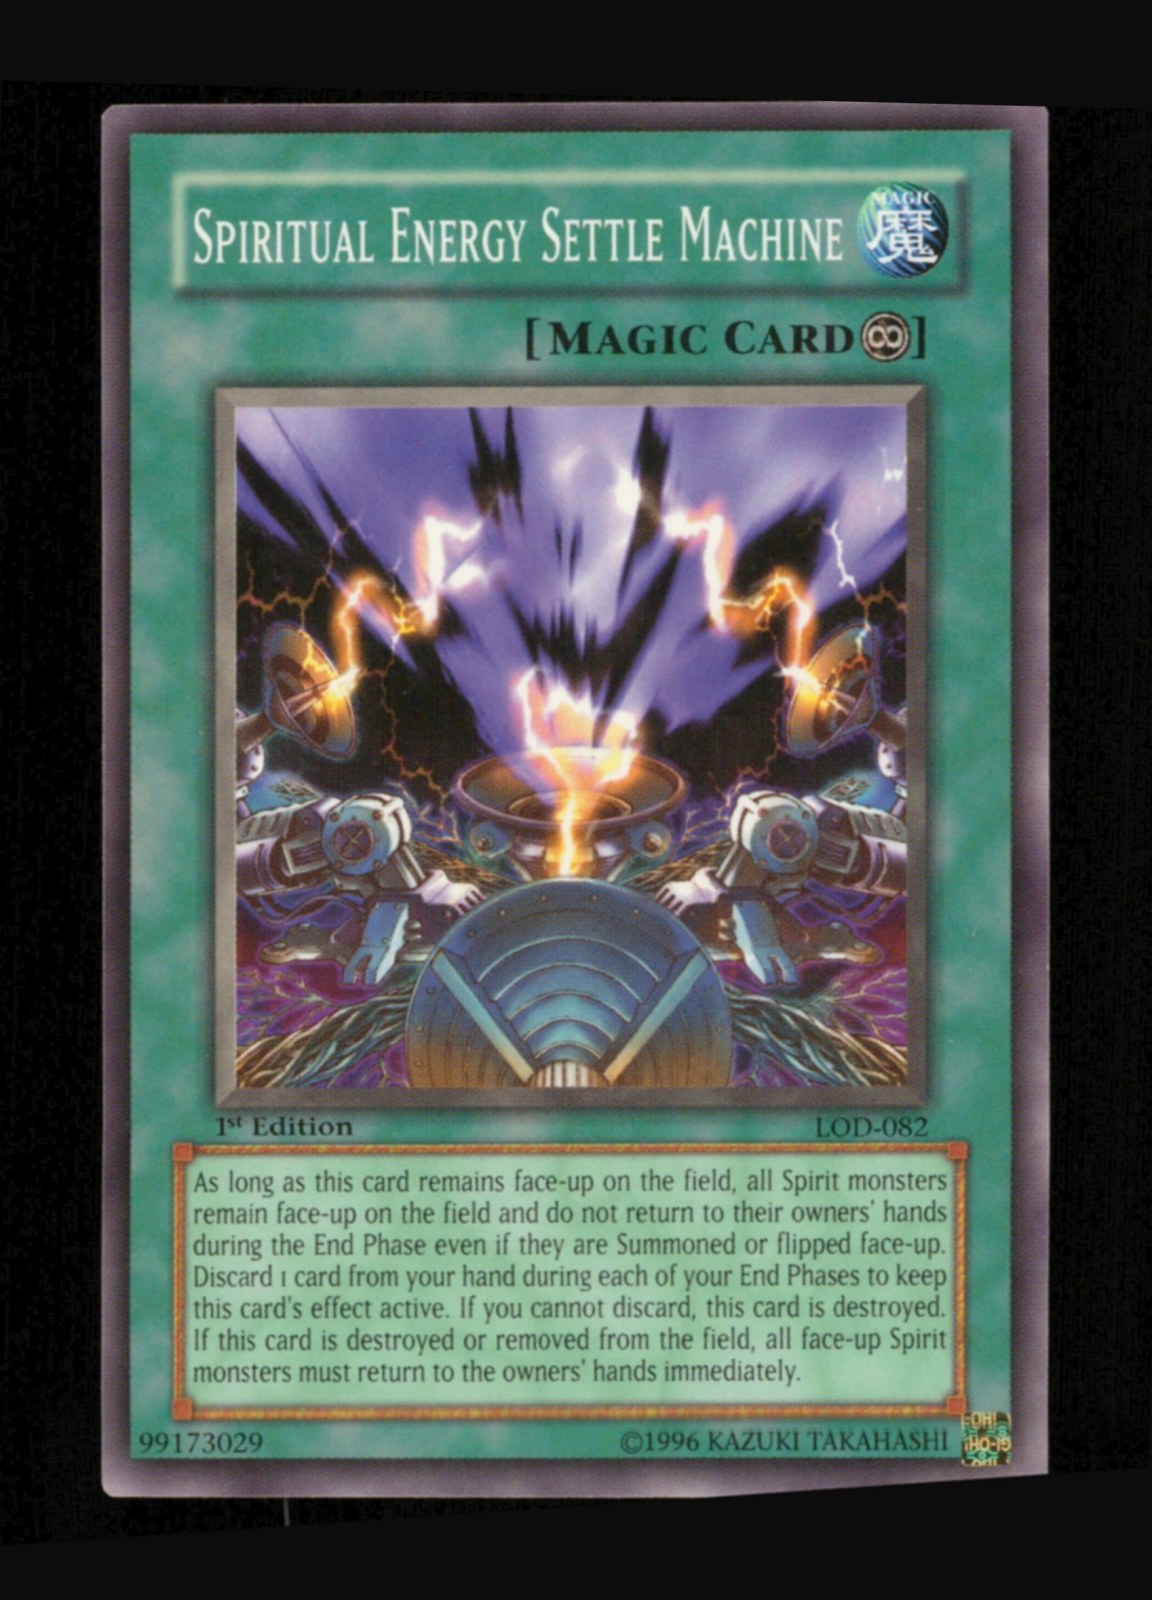 SPIRITUAL ENERGY SETTLE MACHINE
MAGIC
魔
[MAGIC CARD]
1st Edition
LOD-082
As long as this card remains face-up on the field, all Spirit monsters
remain face-up on the field and do not return to their owners' hands
during the End Phase even if they are Summoned or flipped face-up.
Discard 1 card from your hand during each of your End Phases to keep
this card's effect active. If you cannot discard, this card is destroyed.
If this card is destroyed or removed from the field, all face-up Spirit
monsters must return to the owners' hands immediately.
99173029
©1996 KAZUKI TAKAHASHI